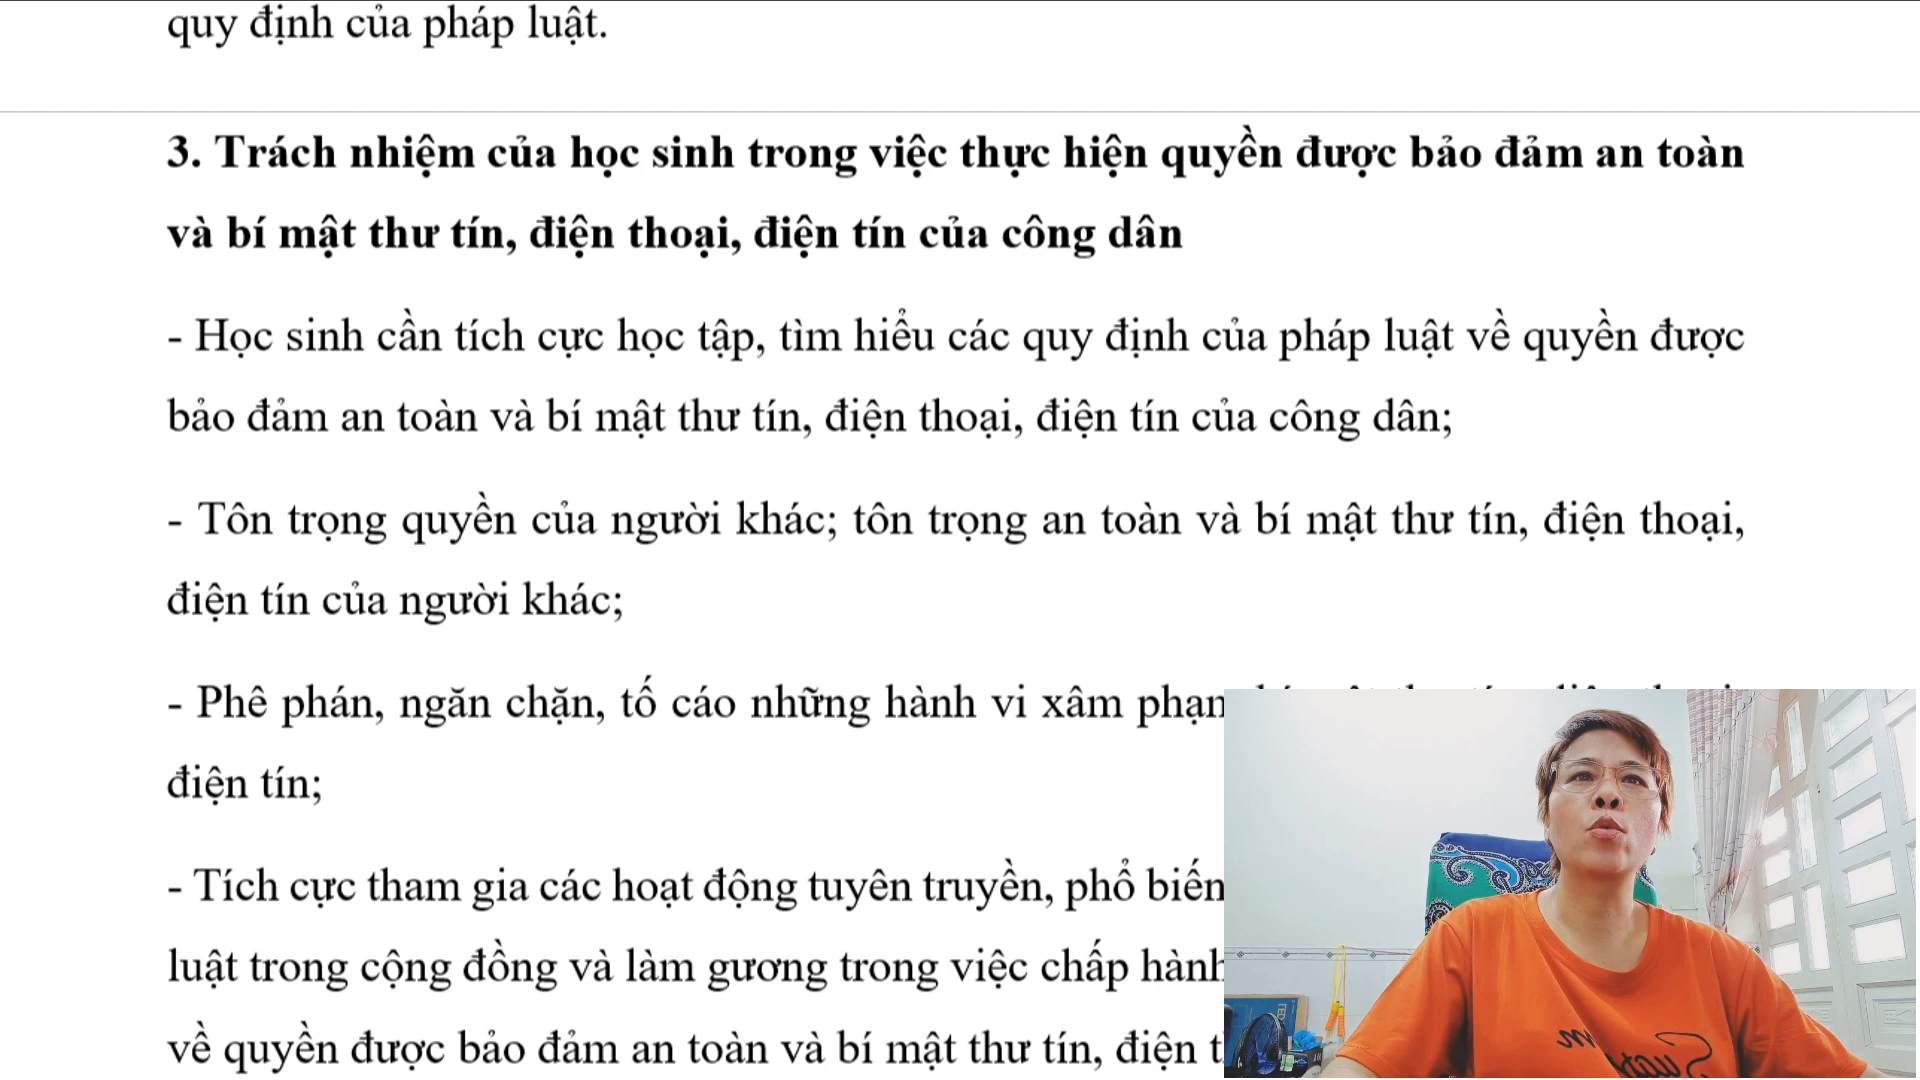 quy định của pháp luật.
3. Trách nhiệm của học sinh trong việc thực hiện quyền được bảo đảm an toàn
và bí mật thư tín, điện thoại, điện tín của công dân
- Học sinh cần tích cực học tập, tìm hiểu các quy định của pháp luật về quyền được
bảo đảm an toàn và bí mật thư tín, điện thoại, điện tín của công dân;
- Tôn trọng quyền của người khác; tôn trọng an toàn và bí mật thư tín, điện thoại,
điện tín của người khác;
- Phê phán, ngăn chặn, tố cáo những hành vi xâm phạn
điện tín;
- Tích cực tham gia các hoạt động tuyên truyền, phổ biến
luật trong cộng đồng và làm gương trong việc chấp hành
về quyền được bảo đảm an toàn và bí mật thư tín, điện